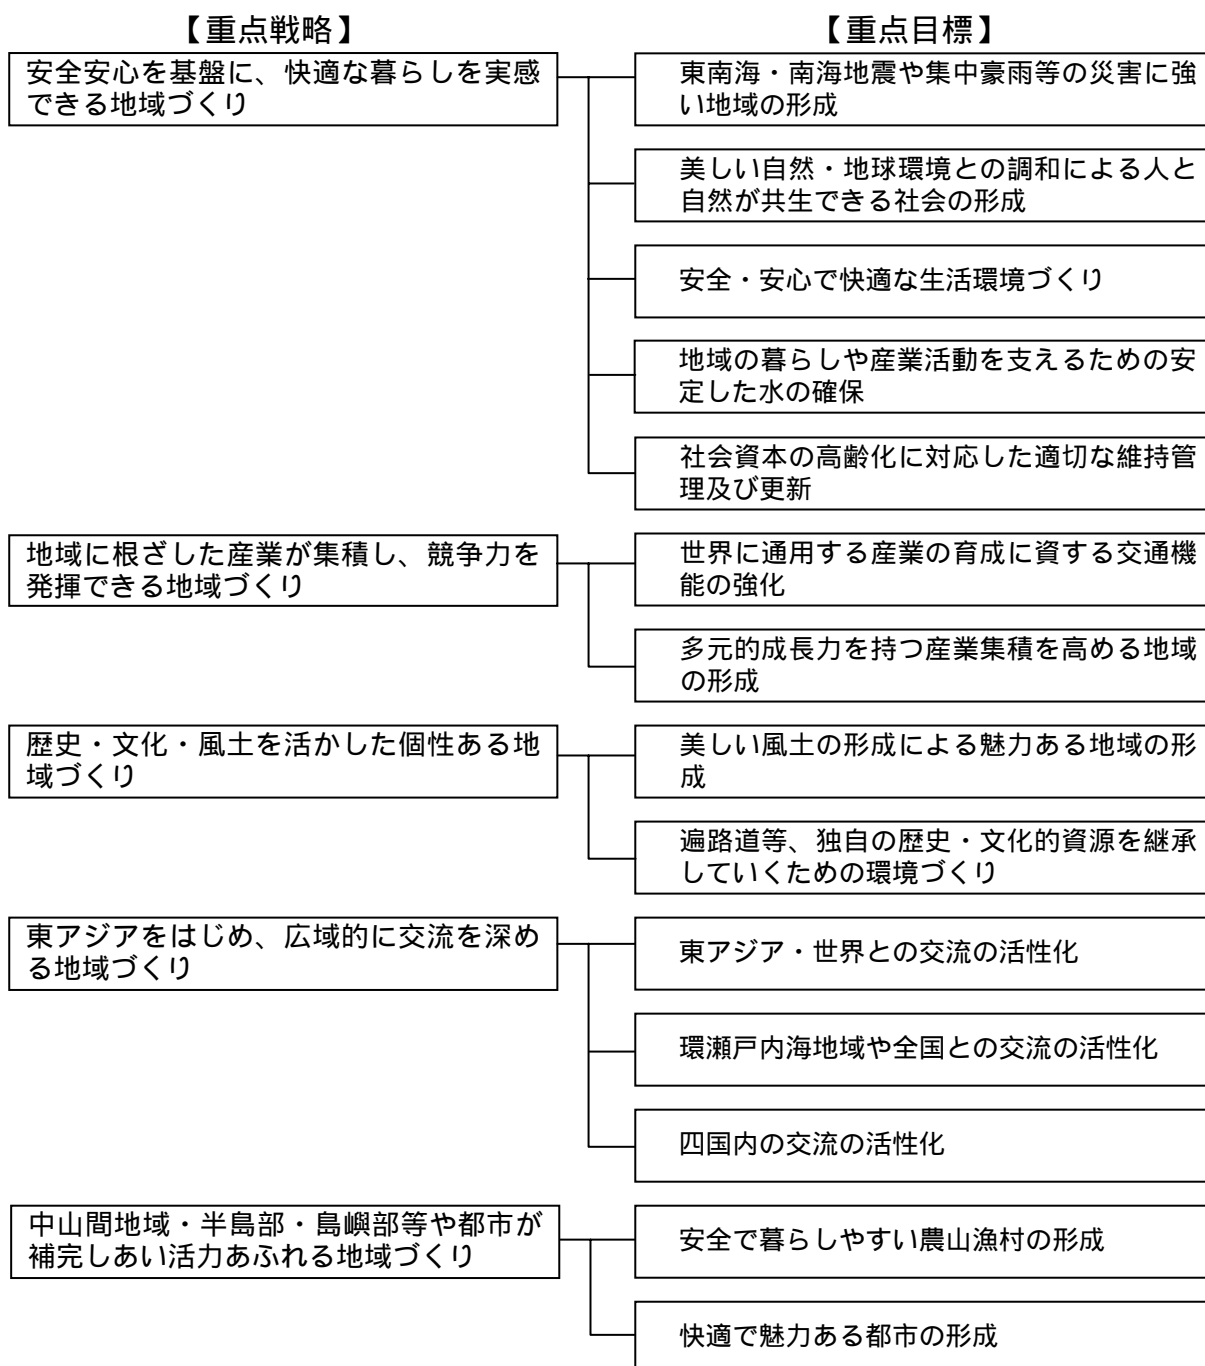 【重点戦略】
【重点目標】
安全安心を基盤に、快適な暮らしを実感
できる地域づくり
東南海・南海地震や集中豪雨等の災害に強
い地域の形成
美しい自然・地球環境との調和による人と
自然が共生できる社会の形成
安全・安心で快適な生活環境づくり
地域の暮らしや産業活動を支えるための安
定した水の確保
社会資本の高齢化に対応した適切な維持管
理及び更新
地域に根ざした産業が集積し、競争力を
発揮できる地域づくり
世界に通用する産業の育成に資する交通機
能の強化
多元的成長力を持つ産業集積を高める地域
の形成
歴史・文化・風土を活かした個性ある地
域づくり
美しい風土の形成による魅力ある地域の形
成
遍路道等、独自の歴史・文化的資源を継承
していくための環境づくり
東アジアをはじめ、広域的に交流を深め
る地域づくり
東アジア・世界との交流の活性化
環瀬戸内海地域や全国との交流の活性化
四国内の交流の活性化
中山間地域・半島部・島嶼部等や都市が
補完しあい活力あふれる地域づくり
安全で暮らしやすい農山漁村の形成
快適で魅力ある都市の形成